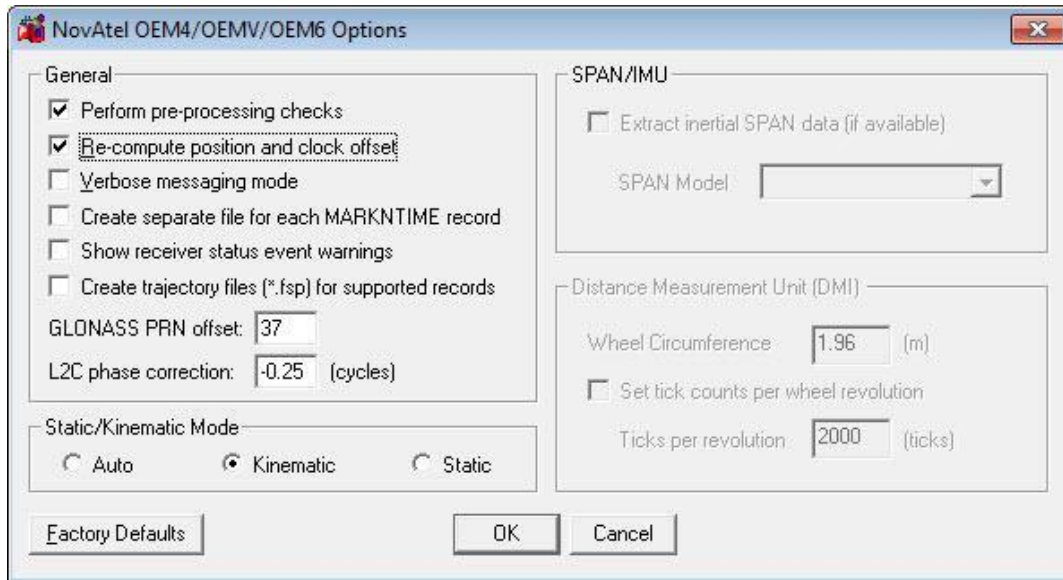 NovAtel OEM4/OEMV/OEM6 Options
General
Perform pre-processing checks
Re-compute position and clock offset
Verbose messaging mode
Create separate file for each MARKNTIME record
Show receiver status event warnings
Create trajectory files (*.fsp) for supported records
GLONASS PRN offset: 37
L2C phase correction: -0.25 (cycles)
Static/Kinematic Mode
Auto Kinematic Static
SPAN/IMU
Extract inertial SPAN data (if available)
SPAN Model
Distance Measurement Unit (DMI)
Wheel Circumference 1.96 (m)
Set tick counts per wheel revolution
Ticks per revolution 2000 (ticks)
Factory Defaults OK Cancel